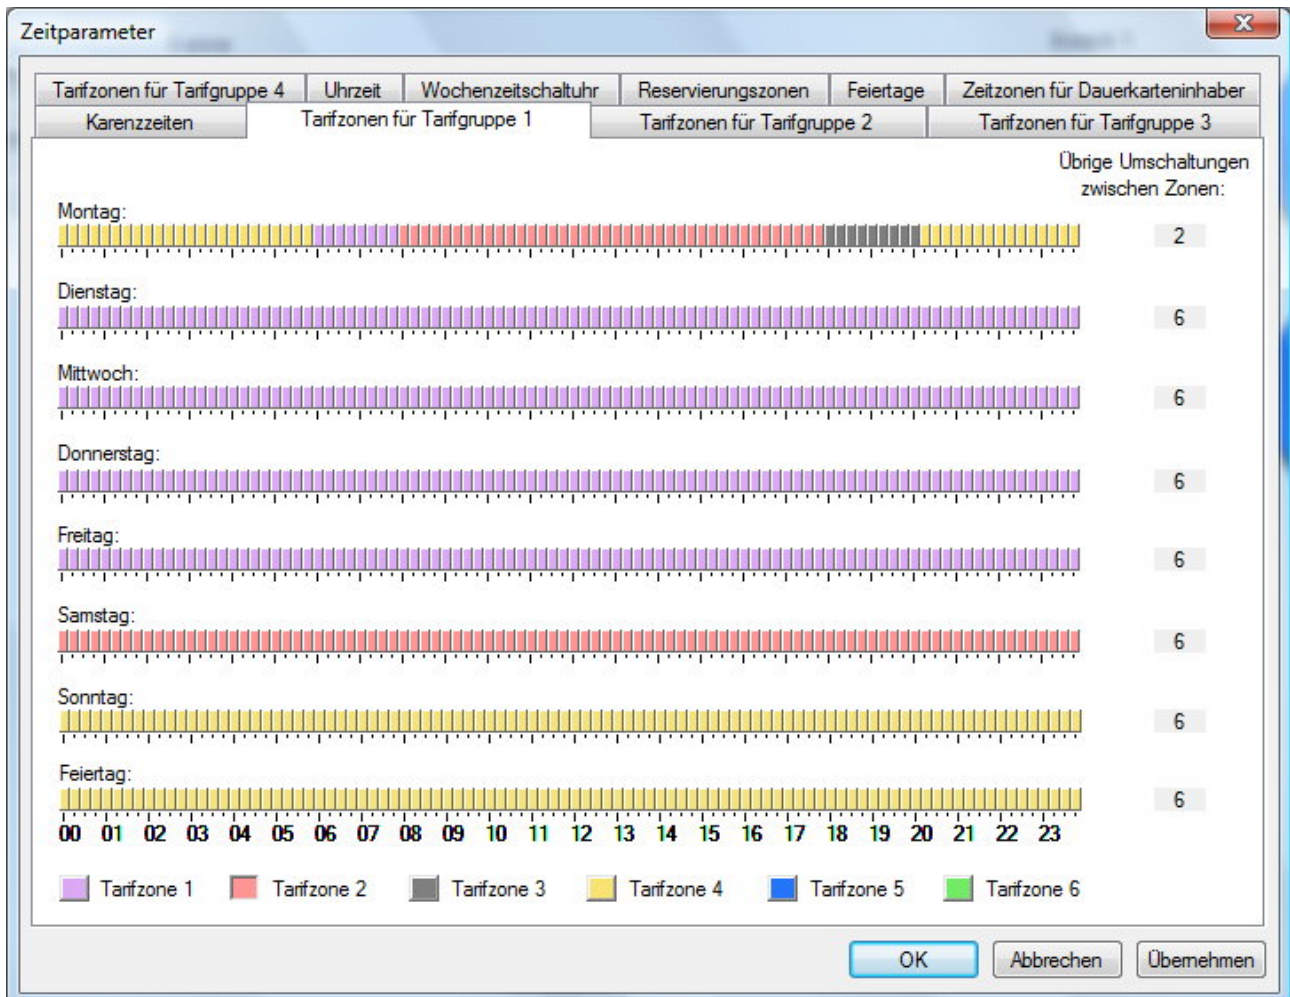 Zeitparameter
Tarifzonen für Tarifgruppe 4 Uhrzeit Wochenzeitschaltuhr Reservierungszonen Feiertage Zeitzonen für Dauerkarteninhaber
Karenzzeiten Tarifzonen für Tarifgruppe 1 Tarifzonen für Tarifgruppe 2 Tarifzonen für Tarifgruppe 3
Übrige Umschaltungen
zwischen Zonen:
Montag:
2
Dienstag:
6
Mittwoch:
6
Donnerstag:
6
Freitag:
6
Samstag:
6
Sonntag:
6
Feiertag:
6
00 01 02 03 04 05 06 07 08 09 10 11 12 13 14 15 16 17 18 19 20 21 22 23
Tarifzone 1 Tarifzone 2 Tarifzone 3 Tarifzone 4 Tarifzone 5 Tarifzone 6
OK Abbrechen Übernehmen